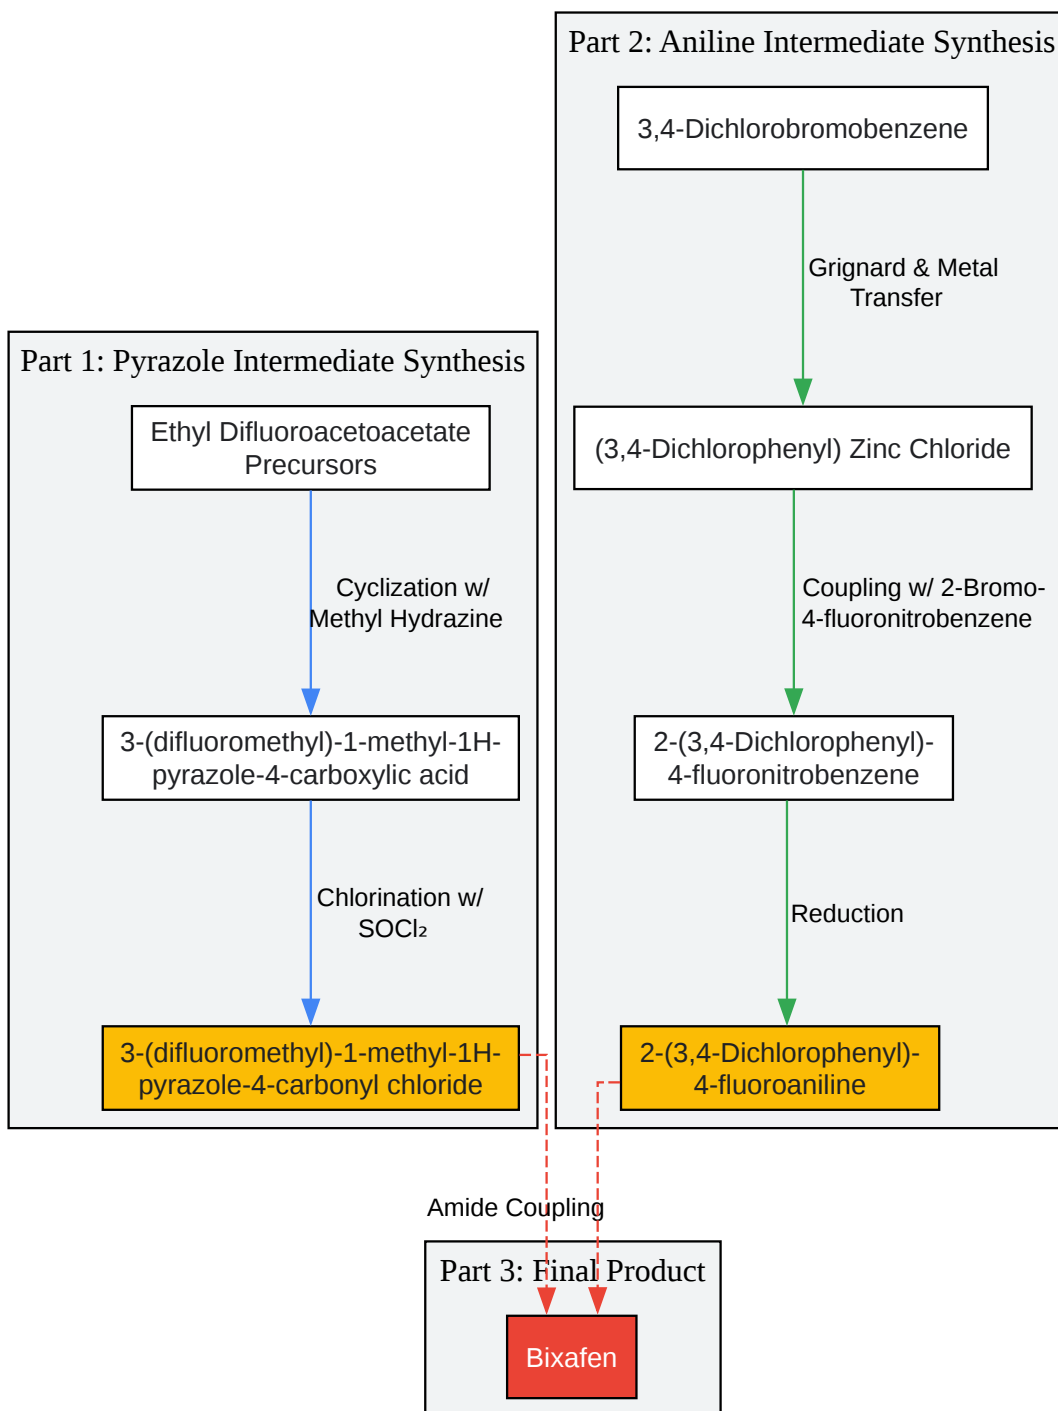 Part 1: Pyrazole Intermediate Synthesis
Ethyl Difluoroacetoacetate
Precursors
Cyclization w/
Methyl Hydrazine
3-(difluoromethyl)-1-methyl-1H-
pyrazole-4-carboxylic acid
Chlorination w/
SOCl₂
3-(difluoromethyl)-1-methyl-1H-
pyrazole-4-carbonyl chloride
Part 2: Aniline Intermediate Synthesis
3,4-Dichlorobromobenzene
Grignard & Metal
Transfer
(3,4-Dichlorophenyl) Zinc Chloride
Coupling w/ 2-Bromo-
4-fluoronitrobenzene
2-(3,4-Dichlorophenyl)-
4-fluoronitrobenzene
Reduction
2-(3,4-Dichlorophenyl)-
4-fluoroaniline
Amide Coupling
Part 3: Final Product
Bixafen